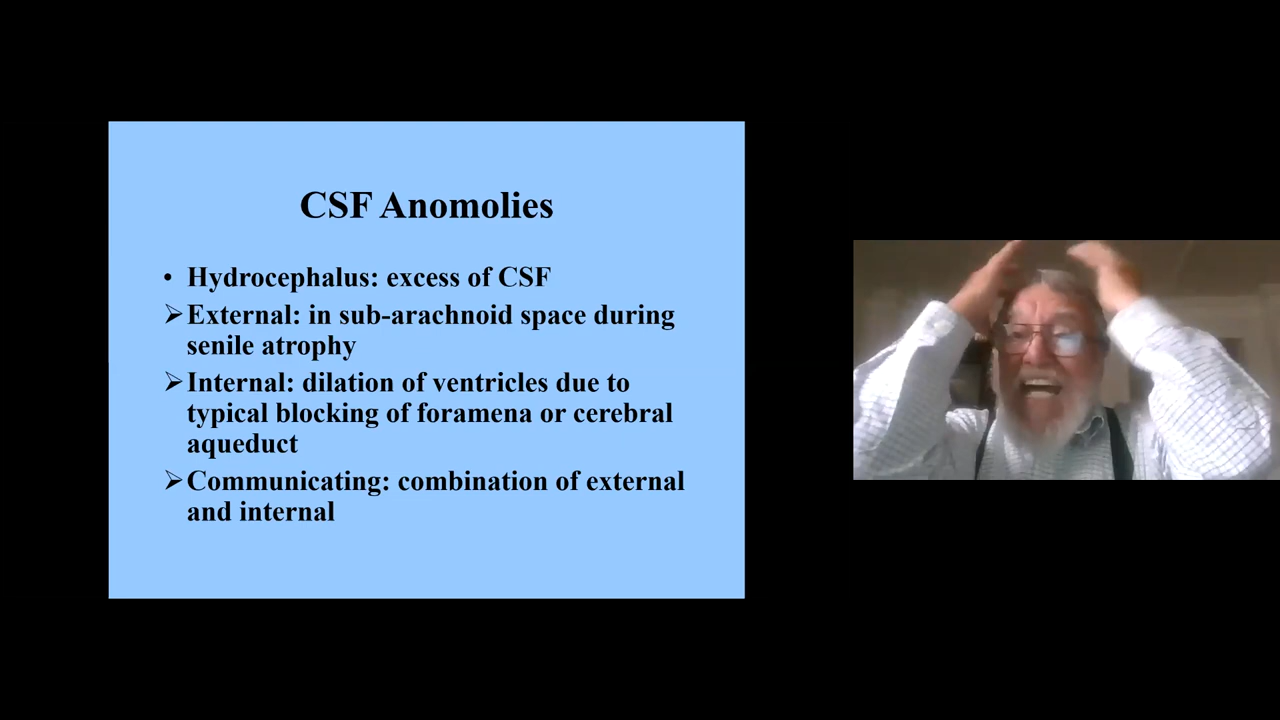 CSF Anomolies
• Hydrocephalus: excess of CSF
➢External: in sub-arachnoid space during
senile atrophy
➢Internal: dilation of ventricles due to
typical blocking of foramena or cerebral
aqueduct
➢Communicating: combination of external
and internal